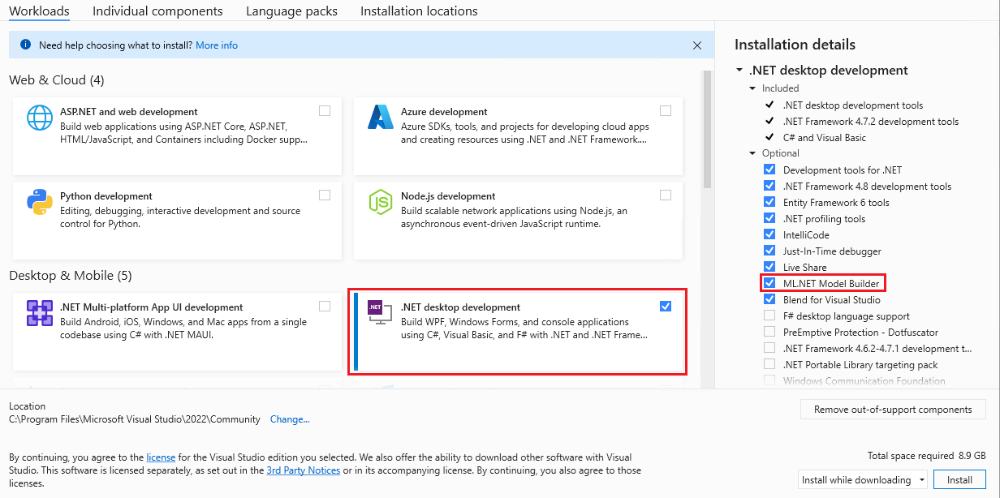 Workloads
Individual components
Language packs
Installation locations
Need help choosing what to install? More info
Web & Cloud (4)
ASP.NET and web development
Build web applications using ASP.NET Core, ASP.NET,
HTML/JavaScript, and Containers including Docker supp...
Azure development
Azure SDKs, tools, and projects for developing cloud apps
and creating resources using .NET and .NET Framework....
Python development
Editing, debugging, interactive development and source
control for Python.
JS
Node.js development
Build scalable network applications using Node.js, an
asynchronous event-driven JavaScript runtime.
Desktop & Mobile (5)
.NET Multi-platform App UI development
Build Android, iOS, Windows, and Mac apps from a single
codebase using C# with .NET MAUI.
.NET
.NET desktop development
Build WPF, Windows Forms, and console applications
using C#, Visual Basic, and F# with .NET and .NET Frame...
Installation details
.NET desktop development
Included
.NET desktop development tools
.NET Framework 4.7.2 development tools
C# and Visual Basic
Optional
Development tools for .NET
.NET Framework 4.8 development tools
Entity Framework 6 tools
.NET profiling tools
IntelliCode
Just-In-Time debugger
Live Share
ML.NET Model Builder
Blend for Visual Studio
F# desktop language support
PreEmptive Protection - Dotfuscator
.NET Framework 4.6.2-4.7.1 development t...
.NET Portable Library targeting pack
Windows Communication Foundation
Location
C:\Program Files\Microsoft Visual Studio\2022\Community Change...
Remove out-of-support components
By continuing, you agree to the license for the Visual Studio edition you selected. We also offer the ability to download other software with Visual
Studio. This software is licensed separately, as set out in the 3rd Party Notices or in its accompanying license. By continuing, you also agree to those
licenses.
Total space required 8.9 GB
Install while downloading
Install